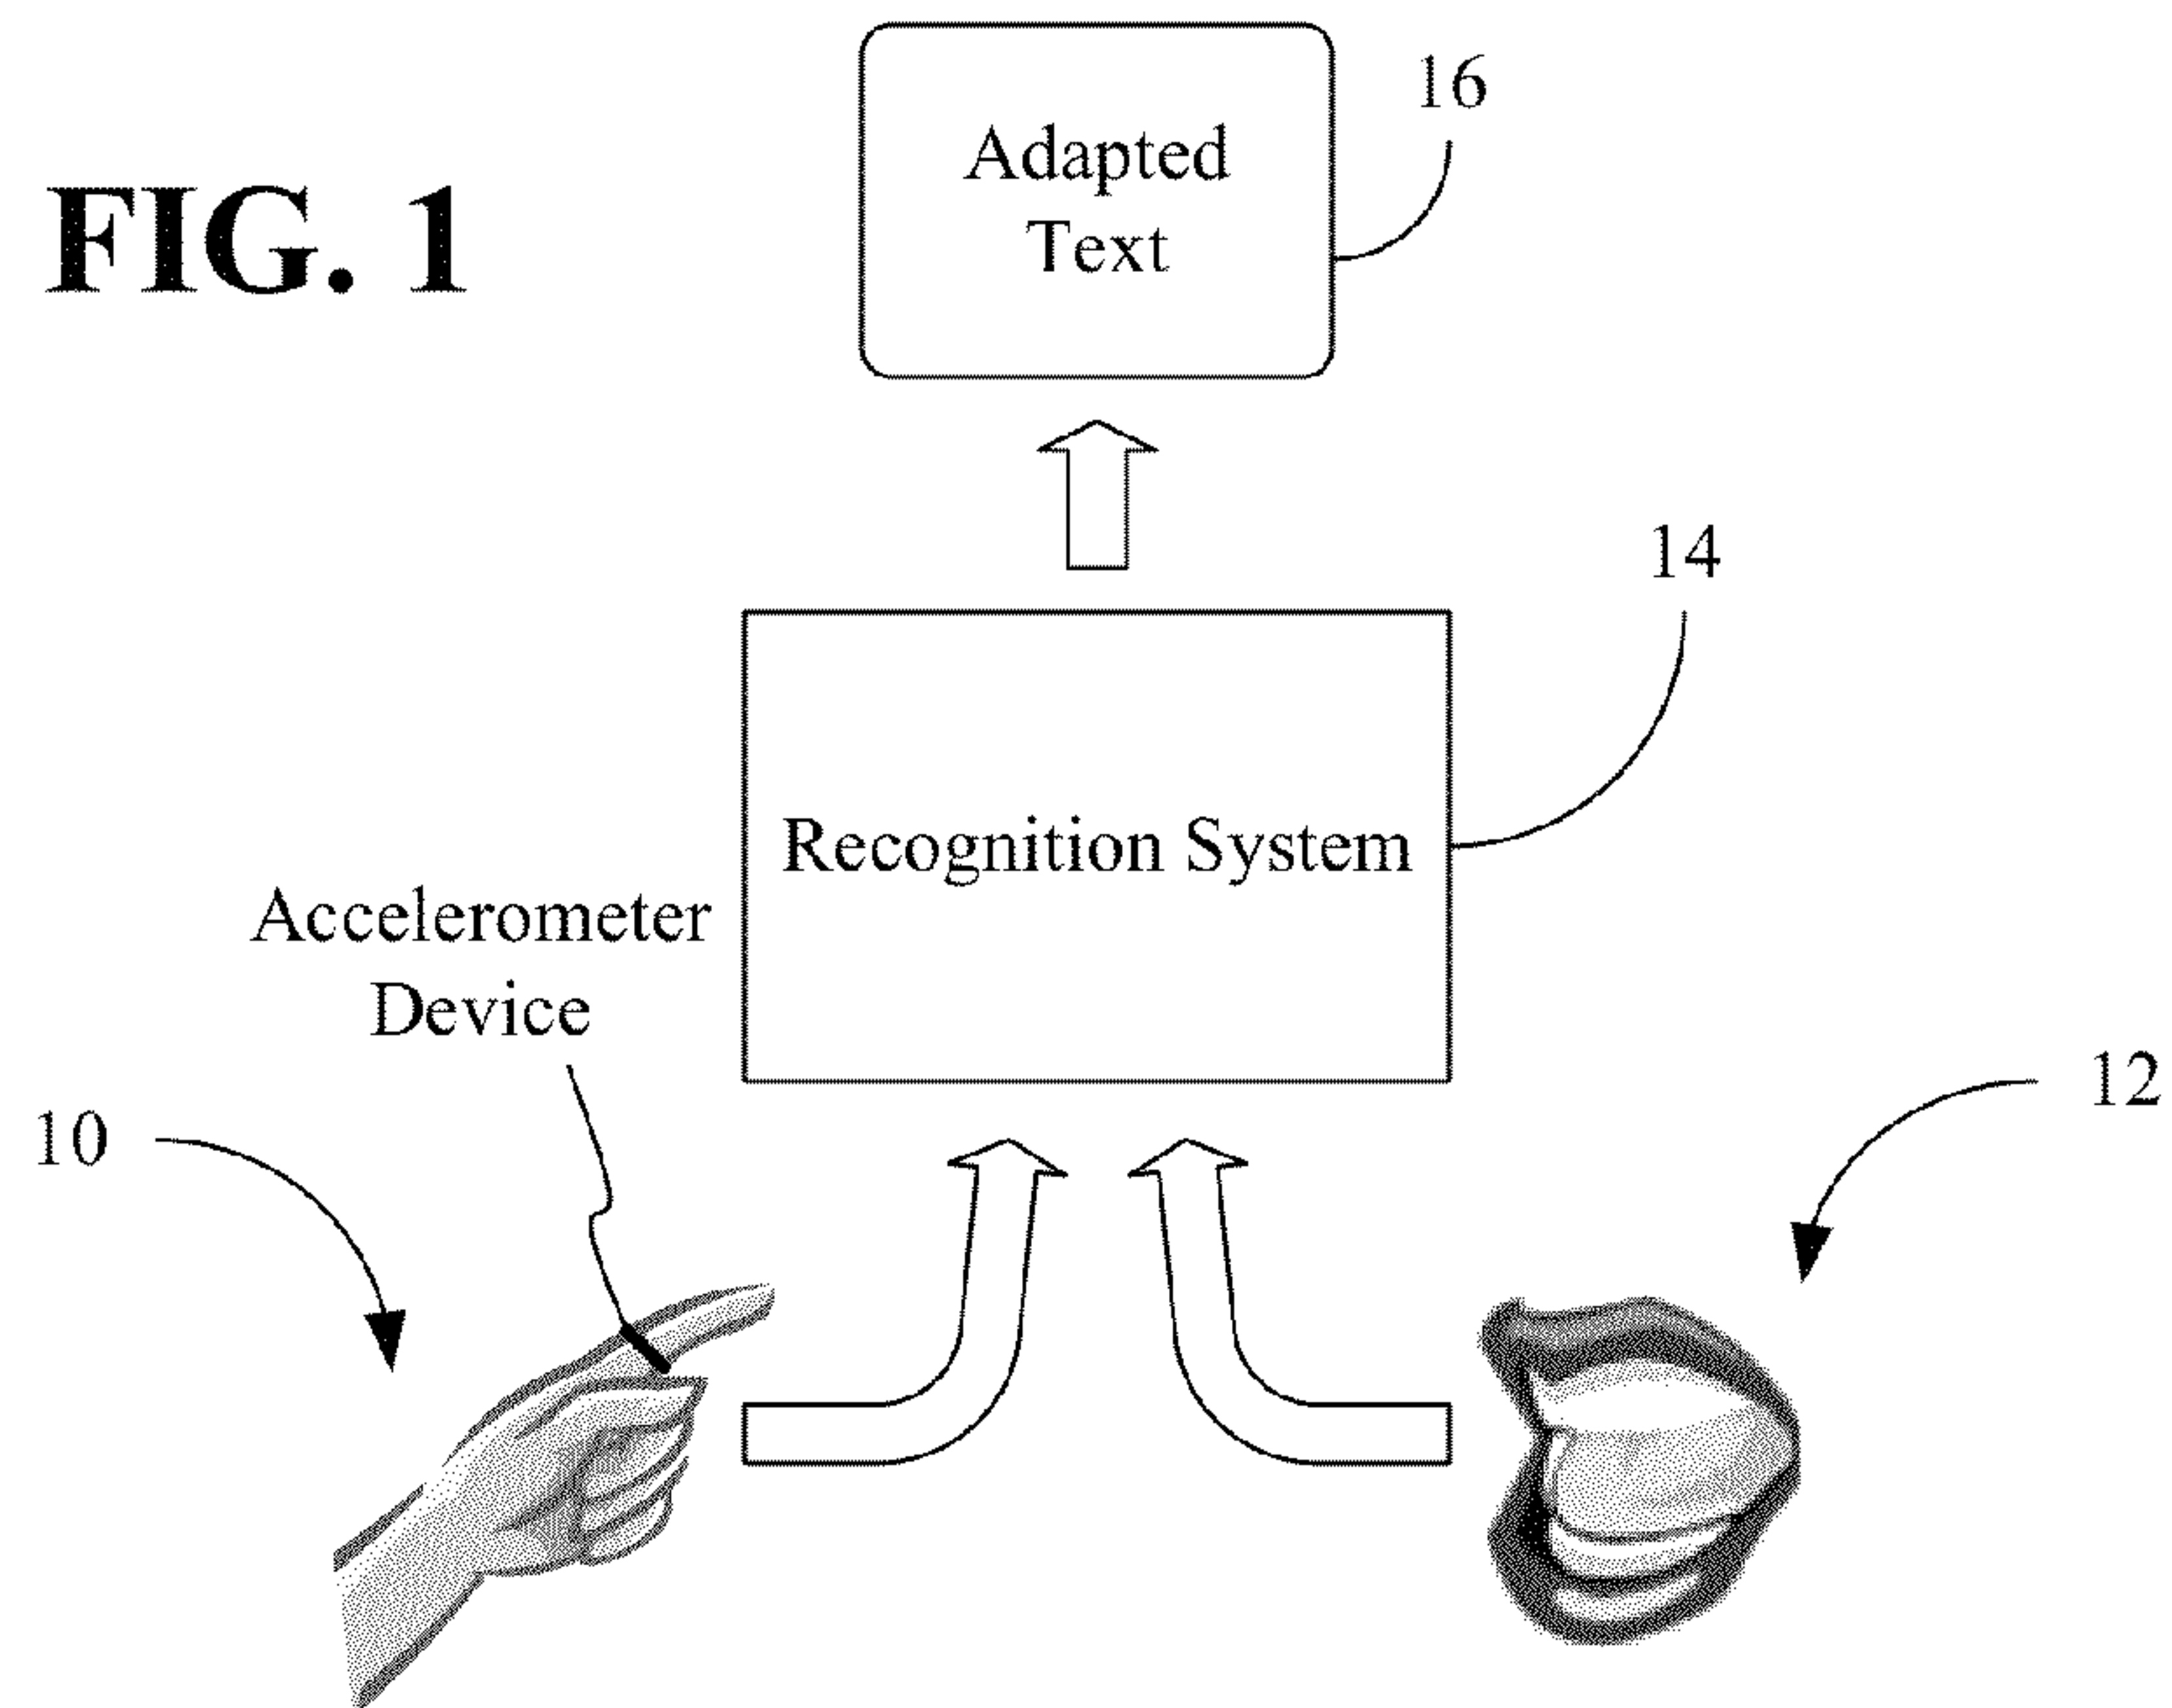 FIG. 1
Adapted
Text
16
14
Recognition System
Accelerometer
Device
10
12